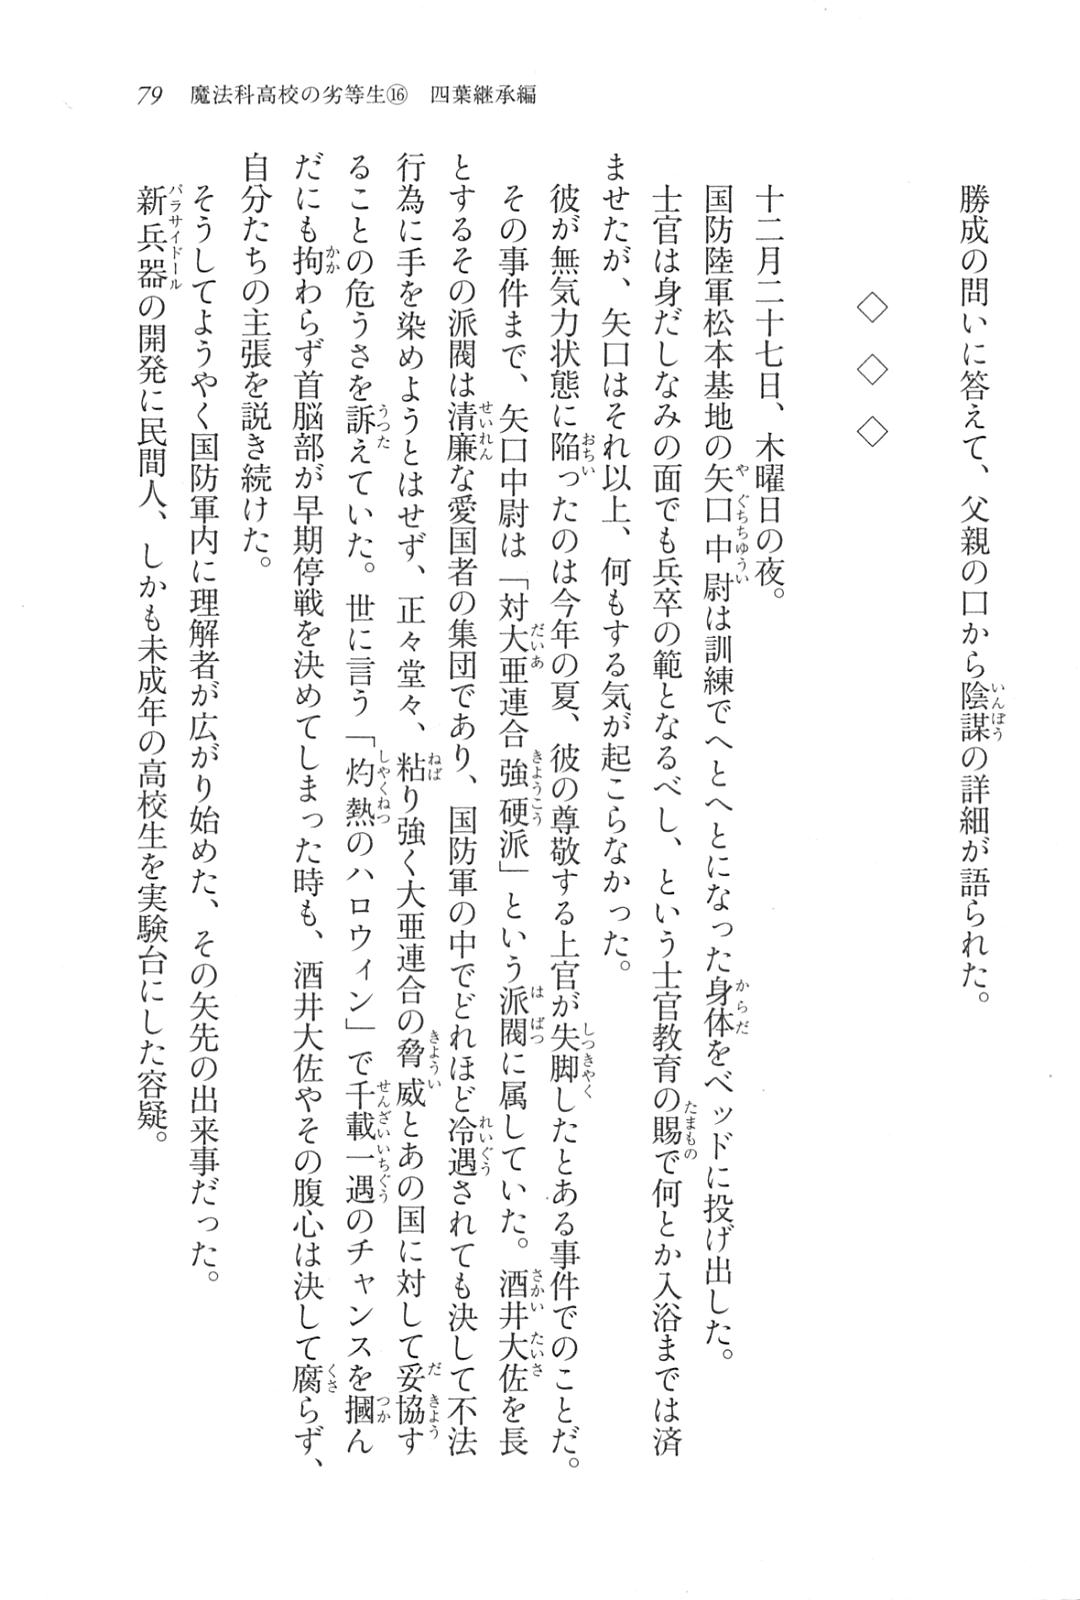 79　魔法科高校の劣等生⑯　四葉継承編
勝成の問いに答えて、父親の口から陰謀の詳細が語られた。
◇　◇　◇
十二月二十七日、木曜日の夜。
国防陸軍松本基地の矢口中尉は訓練でへとへとになった身体をベッドに投げ出した。
士官は身だしなみの面でも兵卒の範となるべし、という士官教育の賜で何とか入浴までは済
ませたが、矢口はそれ以上、何もする気が起こらなかった。
彼が無気力状態に陥ったのは今年の夏、彼の尊敬する上官が失脚したとある事件でのことだ。
その事件まで、矢口中尉は「対大亜連合強硬派」という派閥に属していた。酒井大佐を長
とするその派閥は清廉な愛国者の集団であり、国防軍の中でどれほど冷遇されても決して不法
行為に手を染めようとはせず、正々堂々、粘り強く大亜連合の脅威とあの国に対して妥協す
ることの危うさを訴えていた。世に言う「灼熱のハロウィン」で千載一遇のチャンスを摑ん
だにも拘わらず首脳部が早期停戦を決めてしまった時も、酒井大佐やその腹心は決して腐らず、
自分たちの主張を説き続けた。
そうしてようやく国防軍内に理解者が広がり始めた、その矢先の出来事だった。
新兵器の開発に民間人、しかも未成年の高校生を実験台にした容疑。